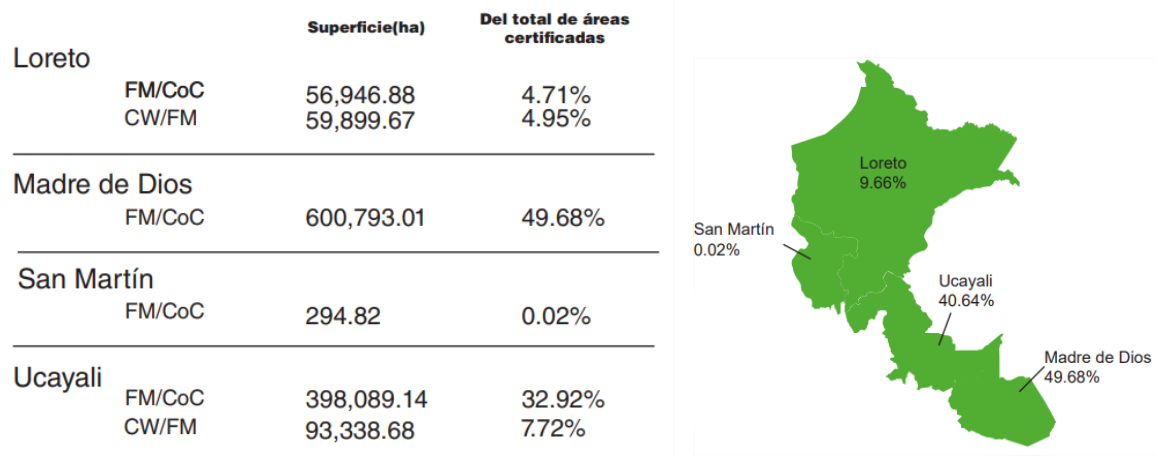 Superficie(ha) Del total de áreas
certificadas
Loreto
FM/CoC 56,946.88 4.71%
CW/FM 59,899.67 4.95%
Madre de Dios
FM/CoC 600,793.01 49.68%
San Martín
FM/CoC 294.82 0.02%
Ucayali
FM/CoC 398,089.14 32.92%
CW/FM 93,338.68 7.72%
Loreto
9.66%
San Martín
0.02%
Ucayali
40.64%
Madre de Dios
49.68%